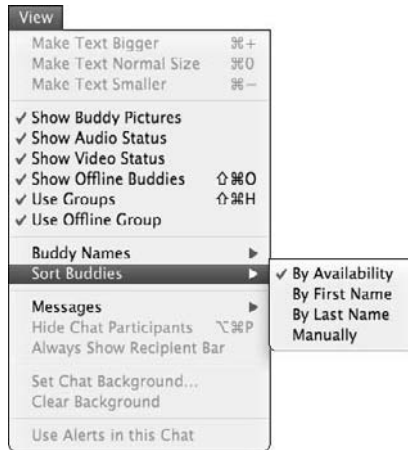 View
Make Text Bigger ⌘+
Make Text Normal Size ⌘0
Make Text Smaller ⌘−
✓ Show Buddy Pictures
✓ Show Audio Status
✓ Show Video Status
✓ Show Offline Buddies ⇧⌘O
✓ Use Groups ⇧⌘H
✓ Use Offline Group
Buddy Names ▶
Sort Buddies ▶
✓ By Availability
By First Name
By Last Name
Manually
Messages ▶
Hide Chat Participants ⌥⌘P
Always Show Recipient Bar
Set Chat Background...
Clear Background
Use Alerts in this Chat